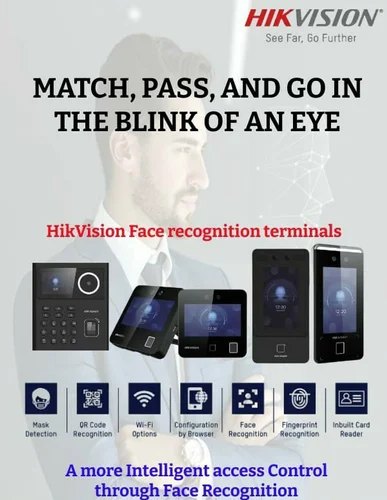 HIKVISION®
See Far, Go Further
MATCH, PASS, AND GO IN
THE BLINK OF AN EYE
HikVision Face recognition terminals
Mask
Detection
QR Code
Recognition
Wi-Fi
Options
Configuration
by Browser
Face
Recognition
Fingerprint
Recognition
Inbuilt Card
Reader
A more Intelligent access Control
through Face Recognition